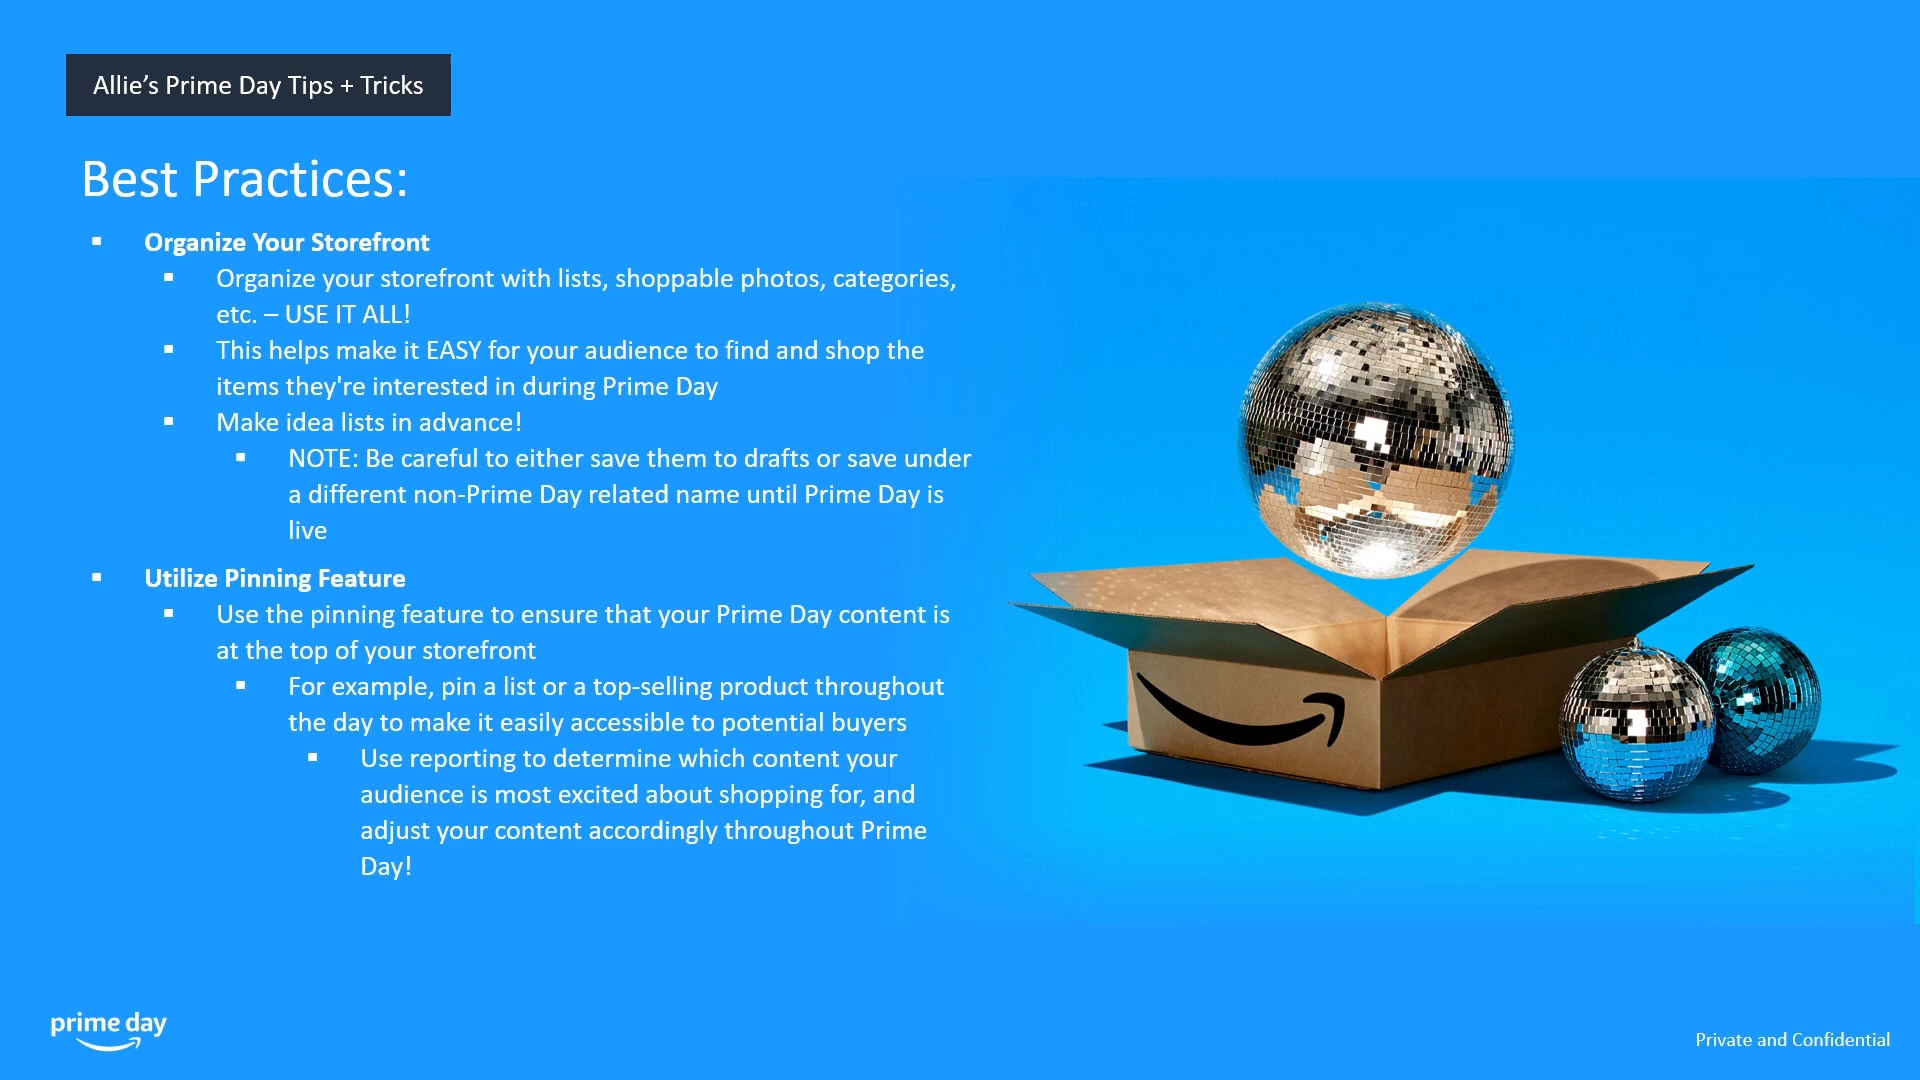 Allie’s Prime Day Tips + Tricks
Best Practices:
▪ Organize Your Storefront
▪ Organize your storefront with lists, shoppable photos, categories,
etc. – USE IT ALL!
▪ This helps make it EASY for your audience to find and shop the
items they're interested in during Prime Day
▪ Make idea lists in advance!
▪ NOTE: Be careful to either save them to drafts or save under
a different non-Prime Day related name until Prime Day is
live
▪ Utilize Pinning Feature
▪ Use the pinning feature to ensure that your Prime Day content is
at the top of your storefront
▪ For example, pin a list or a top-selling product throughout
the day to make it easily accessible to potential buyers
▪ Use reporting to determine which content your
audience is most excited about shopping for, and
adjust your content accordingly throughout Prime
Day!
prime day
Private and Confidential